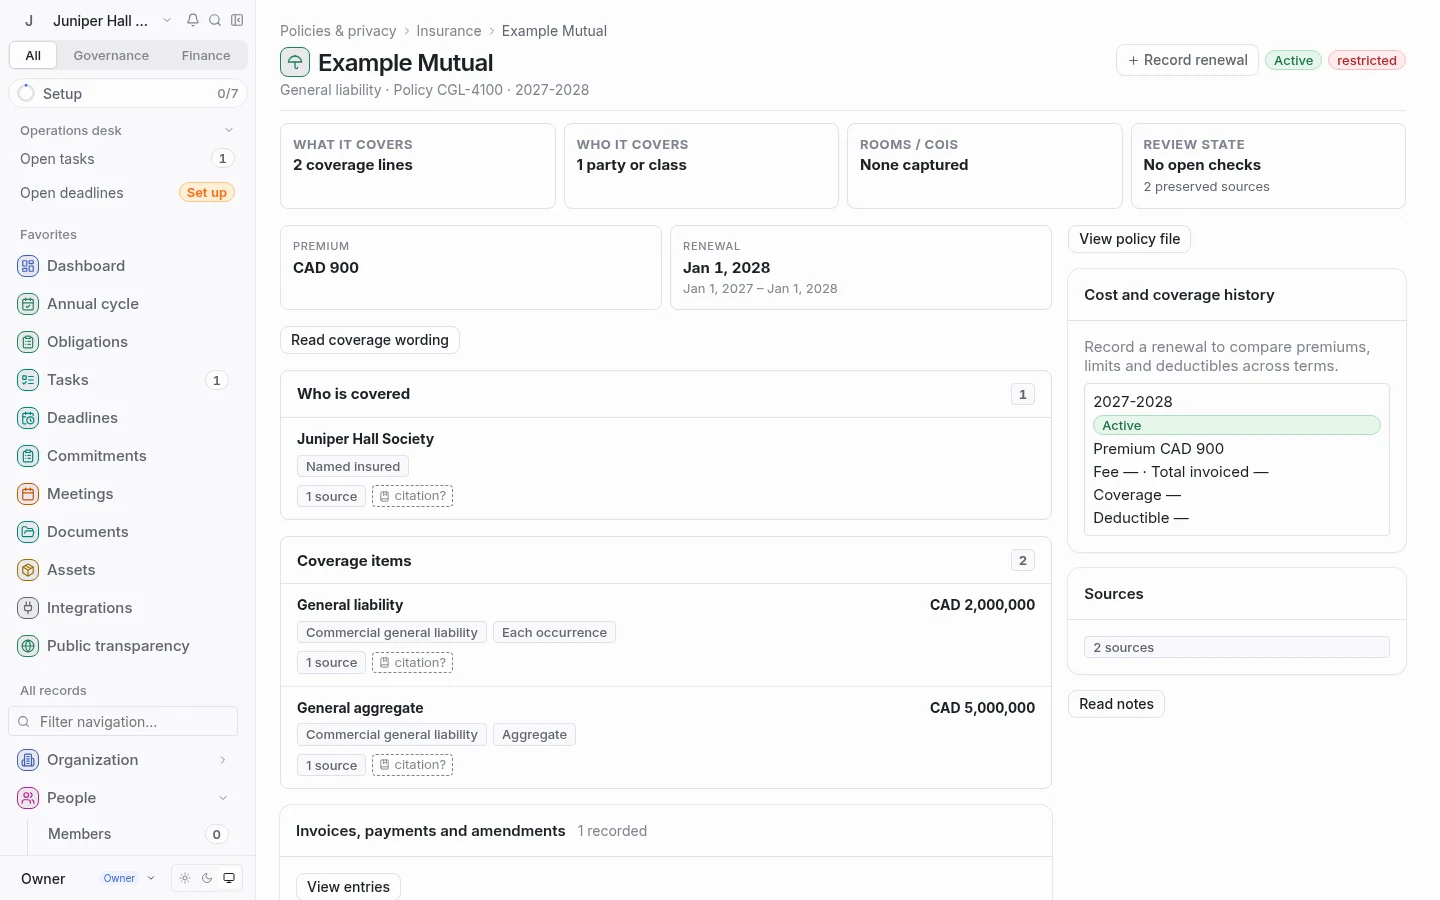 J Juniper Hall ...
All Governance Finance
Setup 0/7
Operations desk
Open tasks 1
Open deadlines Set up
Favorites
Dashboard
Annual cycle
Obligations
Tasks 1
Deadlines
Commitments
Meetings
Documents
Assets
Integrations
Public transparency
All records
Filter navigation...
Organization
People
Members 0
Owner Owner
Policies & privacy › Insurance › Example Mutual
Example Mutual
General liability · Policy CGL-4100 · 2027-2028
+ Record renewal Active restricted
WHAT IT COVERS
2 coverage lines
WHO IT COVERS
1 party or class
ROOMS / COIS
None captured
REVIEW STATE
No open checks
2 preserved sources
PREMIUM
CAD 900
RENEWAL
Jan 1, 2028
Jan 1, 2027 – Jan 1, 2028
Read coverage wording
Who is covered 1
Juniper Hall Society
Named insured
1 source citation?
Coverage items 2
General liability CAD 2,000,000
Commercial general liability Each occurrence
1 source citation?
General aggregate CAD 5,000,000
Commercial general liability Aggregate
1 source citation?
Invoices, payments and amendments 1 recorded
View entries
View policy file
Cost and coverage history
Record a renewal to compare premiums,
limits and deductibles across terms.
2027-2028
Active
Premium CAD 900
Fee — · Total invoiced —
Coverage —
Deductible —
Sources
2 sources
Read notes